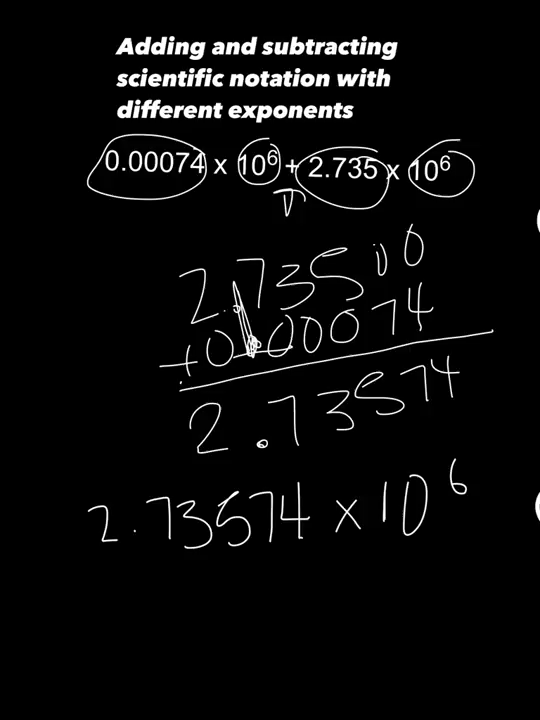 Adding and subtracting
scientific notation with
different exponents
0.00074 x 10⁶ + 2.735 x 10⁶
2.73500
+0.00074
2.73574
2.73574 x 10⁶